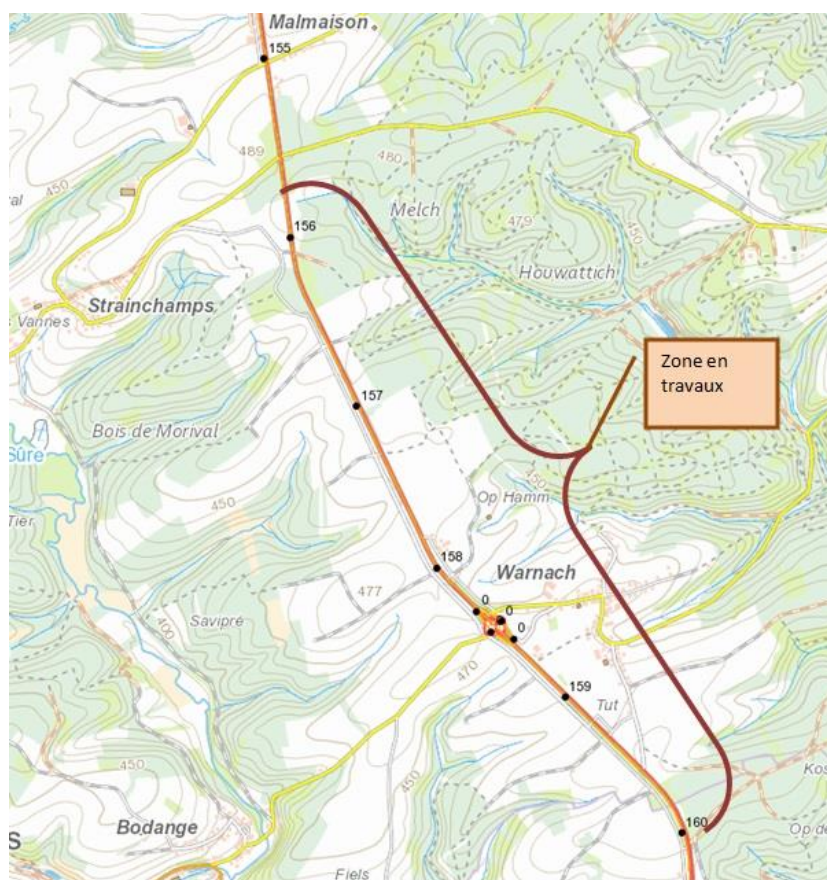 Malmaison
155
450
489
480
450
al
Melch
479
450
156
Houwattich
Strainchamps
s Vannes
Zone en
travaux
157
Bois de Morival
Sûre
450
450
Op Hamm
Tier
158
Warnach
477
0
0
0
Savipré
400
470
159
Tut
450
Kos
160
Bodange
Op de
S
Fiels